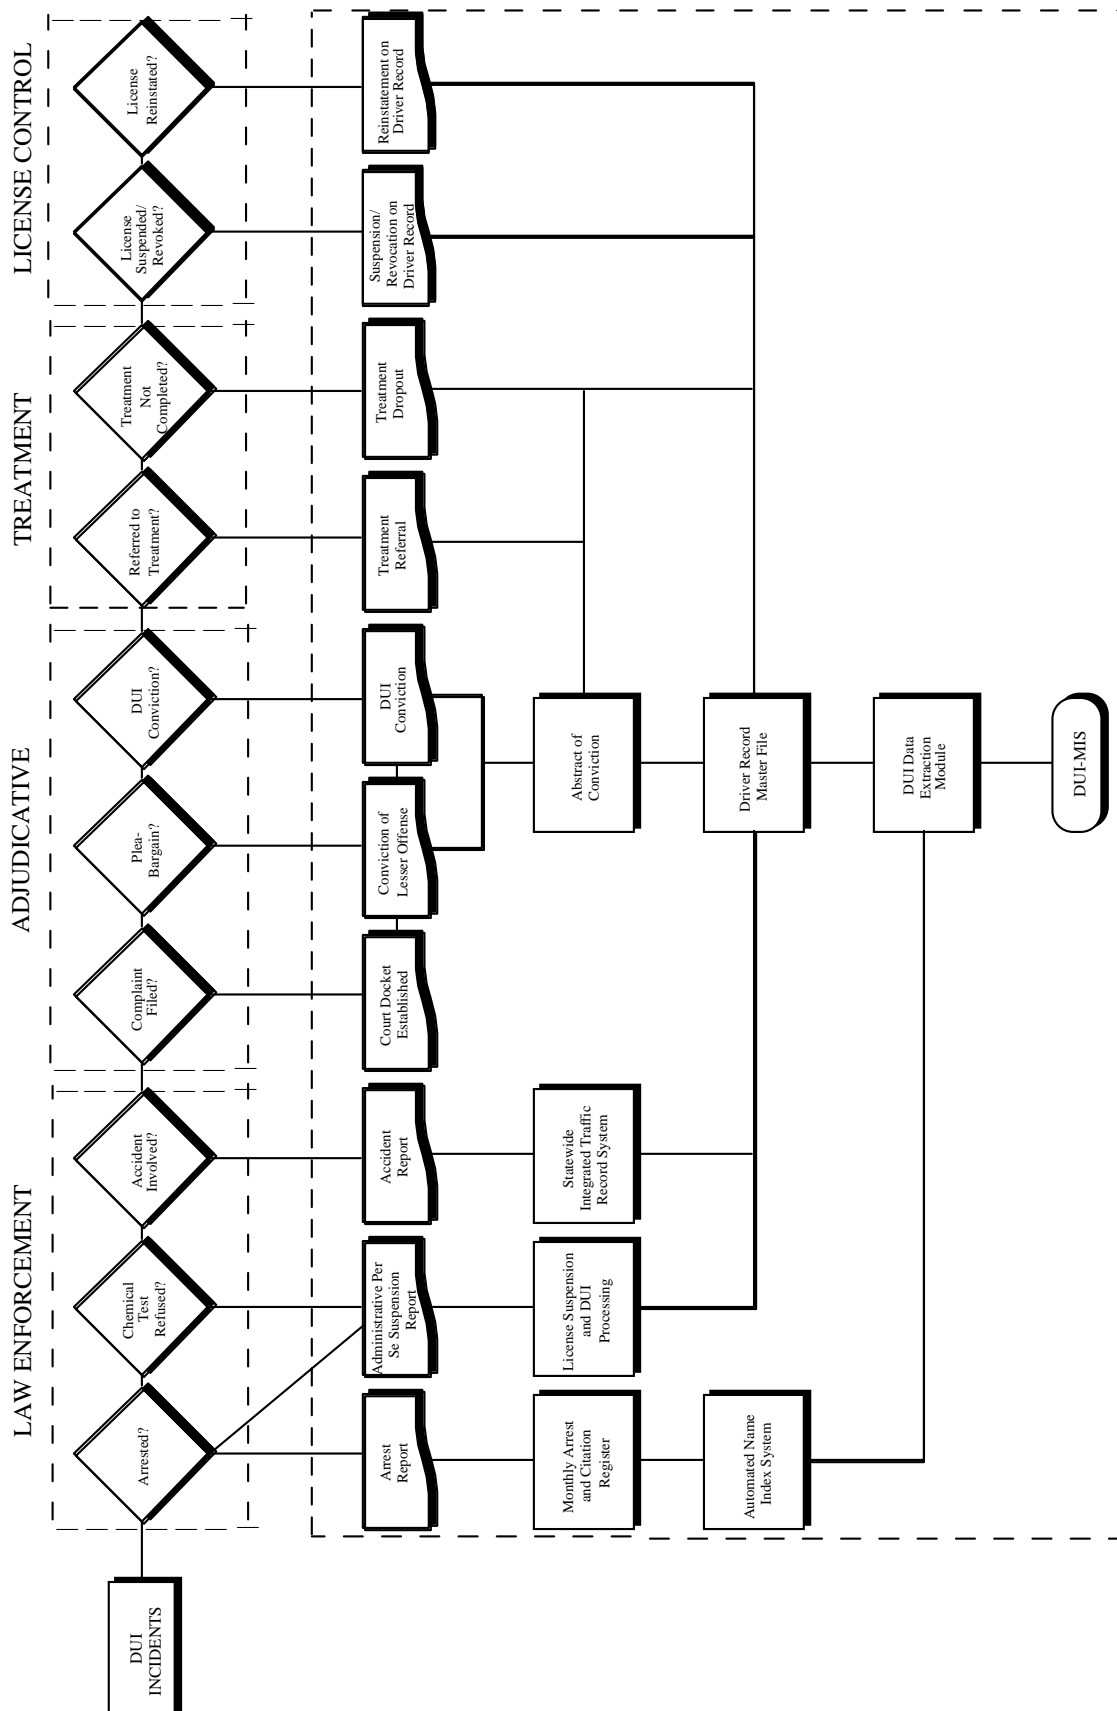 LAW ENFORCEMENT
ADJUDICATIVE
TREATMENT
LICENSE CONTROL
DUI
INCIDENTS
Arrested?
Chemical
Test
Refused?
Accident
Involved?
Complaint
Filed?
Plea-
Bargain?
DUI
Conviction?
Referred to
Treatment?
Treatment
Not
Completed?
License
Suspended/
Revoked?
License
Reinstated?
Arrest
Report
Administrative Per
Se Suspension
Report
Accident
Report
Court Docket
Established
Conviction of
Lesser Offense
DUI
Conviction
Treatment
Referral
Treatment
Dropout
Suspension/
Revocation on
Driver Record
Reinstatement on
Driver Record
Monthly Arrest
and Citation
Register
License Suspension
and DUI
Processing
Statewide
Integrated Traffic
Record System
Abstract of
Conviction
Automated Name
Index System
Driver Record
Master File
DUI Data
Extraction
Module
DUI-MIS